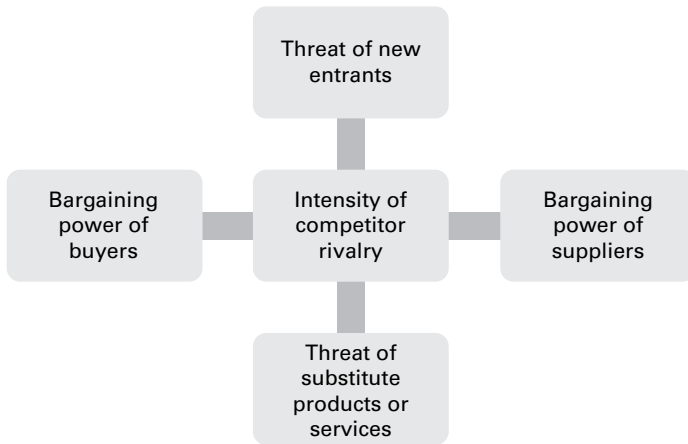 Threat of new
entrants
Bargaining
power of
buyers
Intensity of
competitor
rivalry
Bargaining
power of
suppliers
Threat of
substitute
products or
services